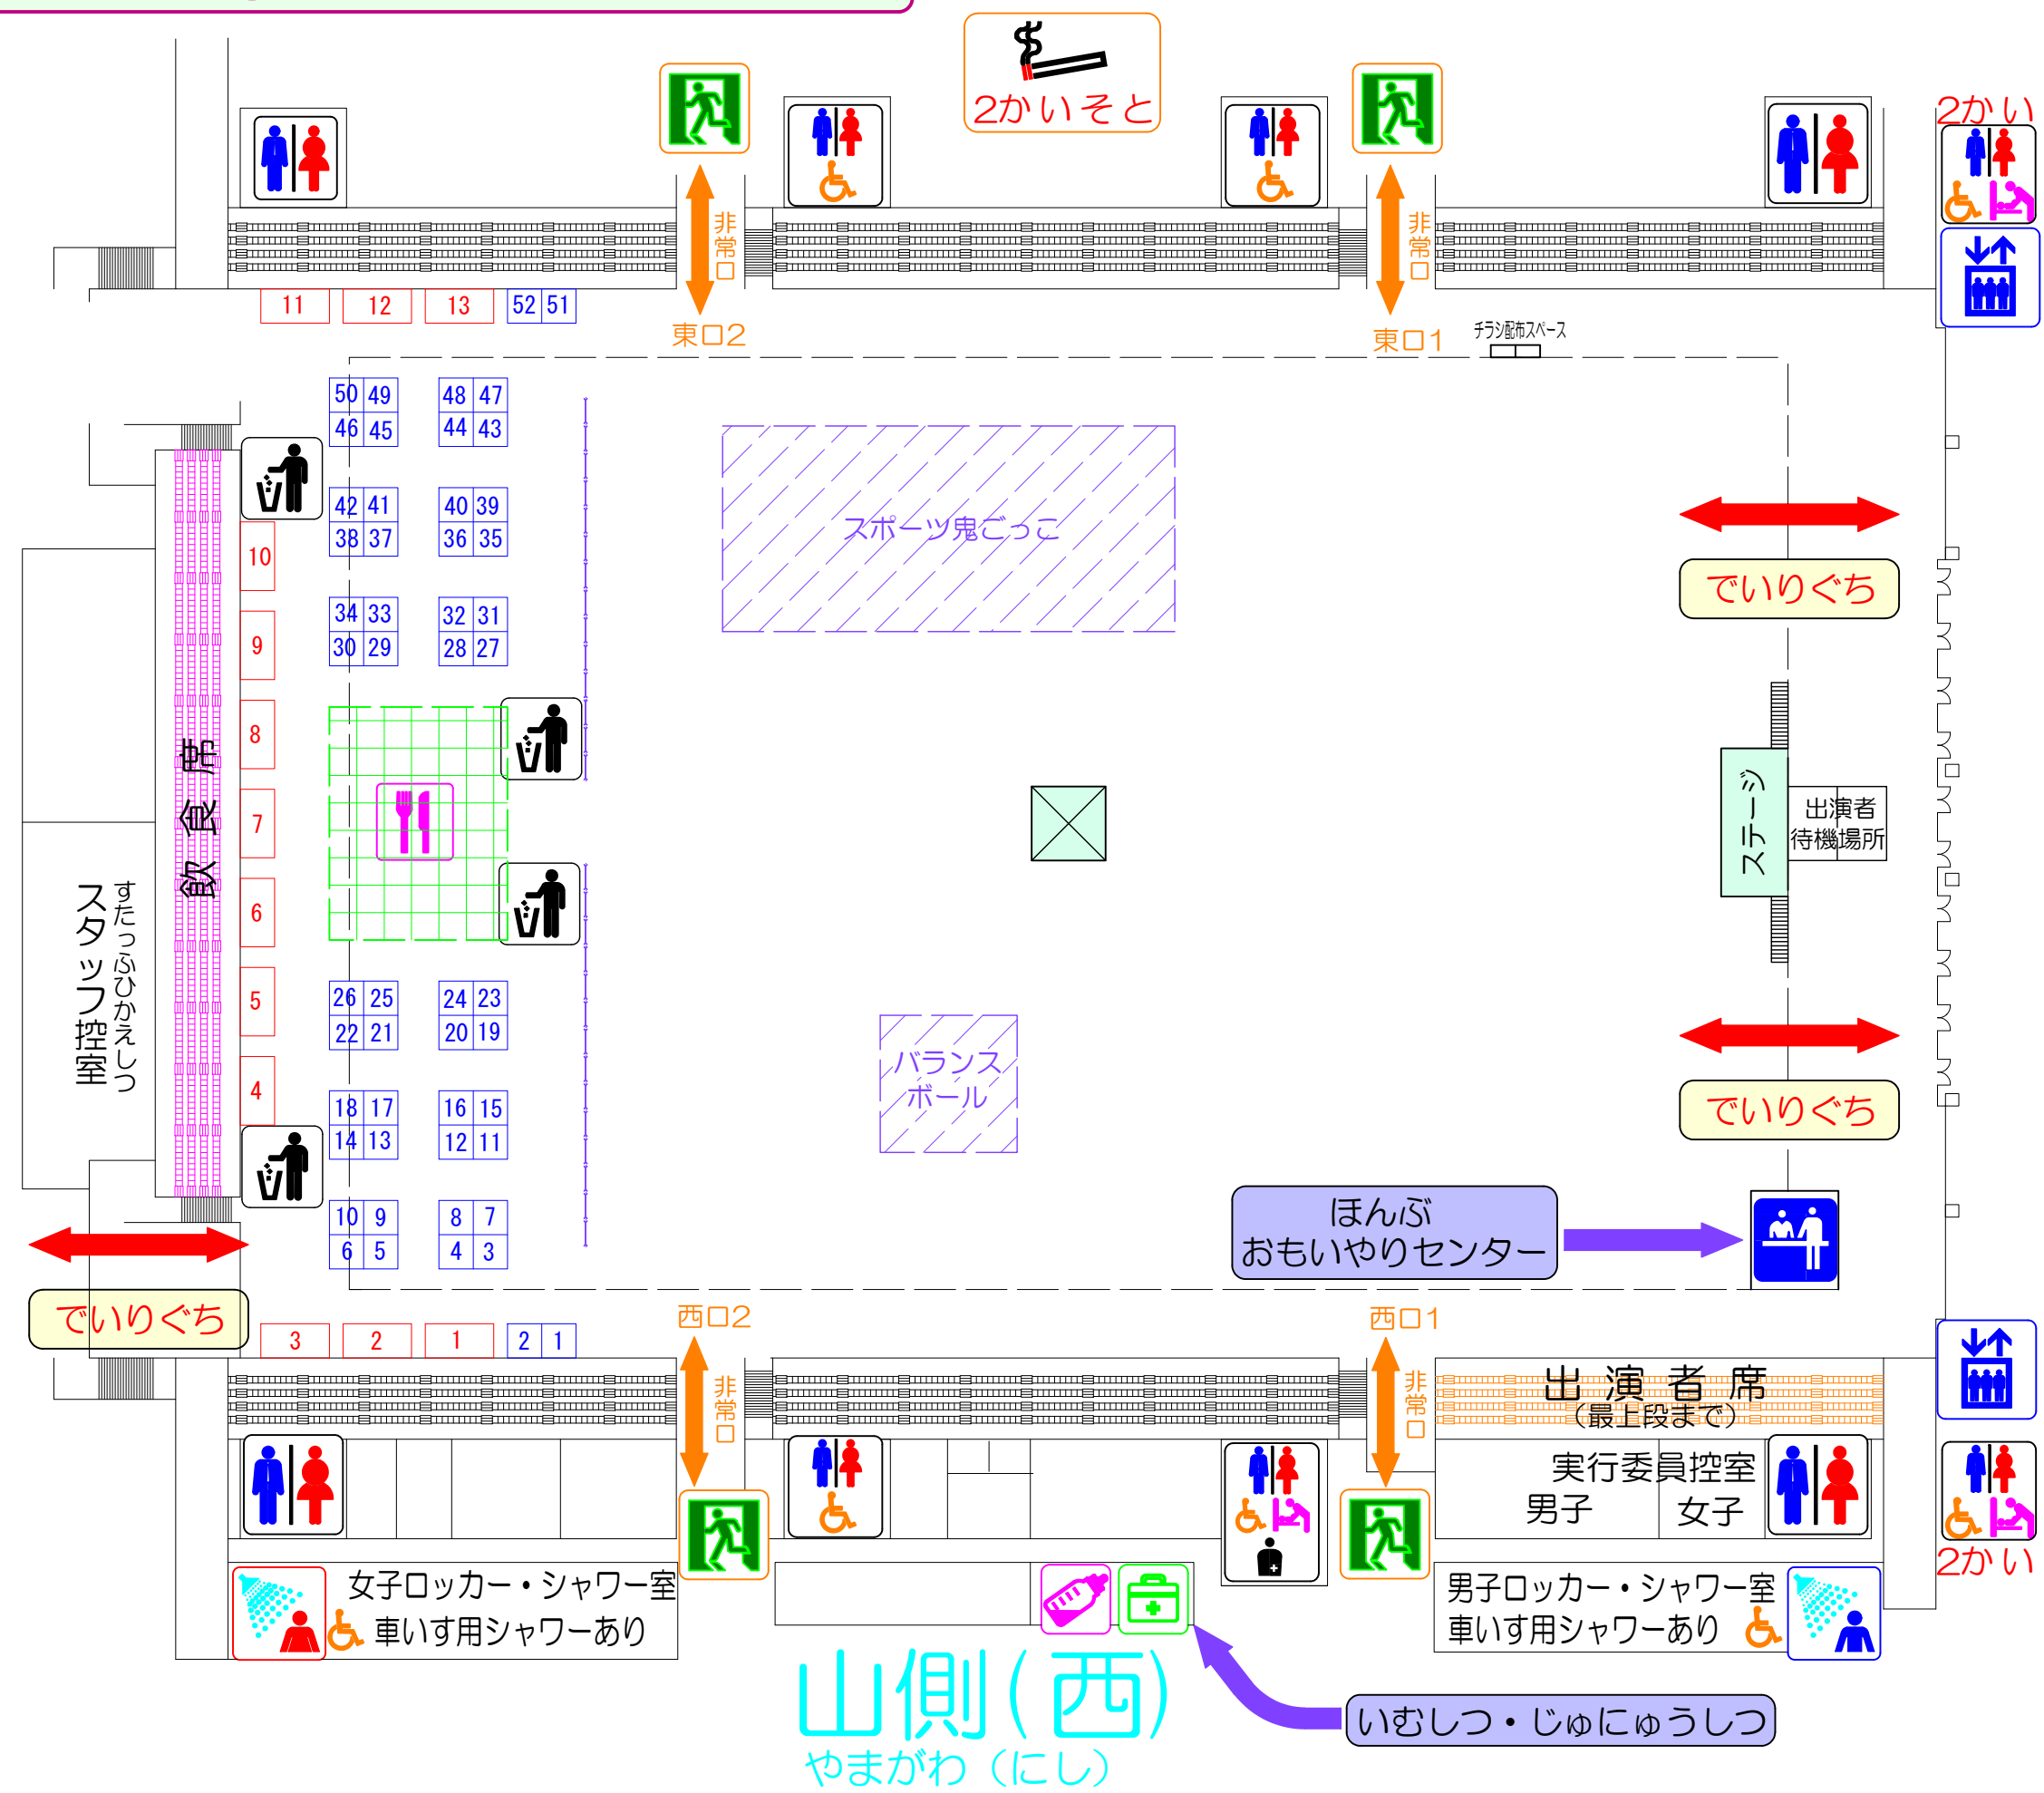 2かいそと
2かい
非常口
非常口
東口2
東口1
チラシ配布スペース
11 12 13 52 51
50 49 48 47
46 45 44 43
42 41 40 39
38 37 36 35
34 33 32 31
30 29 28 27
スポーツ鬼ごっこ
でいりぐち
10
9
8
7
6
5
4
飲食席
すたっふひかえしつ
スタッフ控室
ステージ
出演者
待機場所
26 25 24 23
22 21 20 19
18 17 16 15
14 13 12 11
10 9 8 7
6 5 4 3
バランス
ボール
でいりぐち
ほんぶ
おもいやりセンター
でいりぐち
3 2 1 2 1
西口2
西口1
非常口
非常口
出演者席
(最上段まで)
実行委員控室
男子 女子
2かい
女子ロッカー・シャワー室
車いす用シャワーあり
男子ロッカー・シャワー室
車いす用シャワーあり
山側(西)
やまがわ(にし)
いむしつ・じゅにゅうしつ